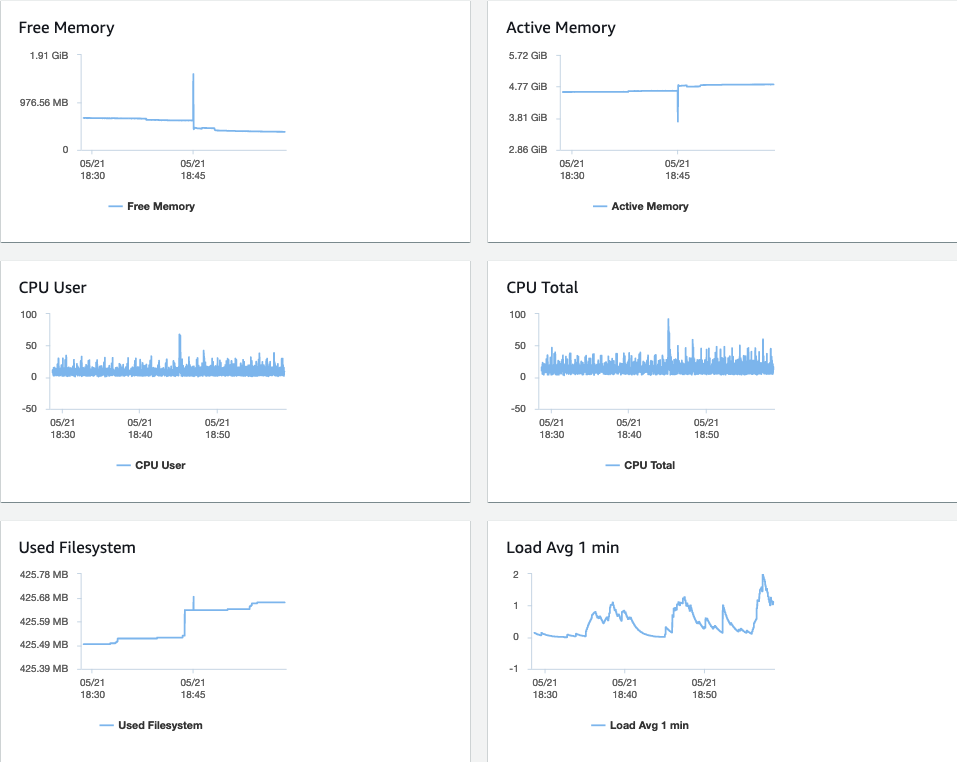 Free Memory
1.91 GiB
976.56 MB
0
05/21
18:30
05/21
18:45
Free Memory
Active Memory
5.72 GiB
4.77 GiB
3.81 GiB
2.86 GiB
05/21
18:30
05/21
18:45
Active Memory
CPU User
100
50
0
-50
05/21
18:30
05/21
18:40
05/21
18:50
CPU User
CPU Total
100
50
0
-50
05/21
18:30
05/21
18:40
05/21
18:50
CPU Total
Used Filesystem
425.78 MB
425.68 MB
425.59 MB
425.49 MB
425.39 MB
05/21
18:30
05/21
18:45
Used Filesystem
Load Avg 1 min
2
1
0
-1
05/21
18:30
05/21
18:40
05/21
18:50
Load Avg 1 min